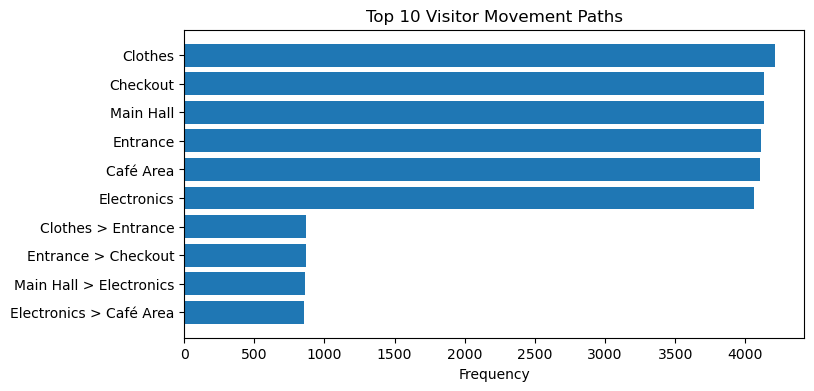 Top 10 Visitor Movement Paths
Clothes
Checkout
Main Hall
Entrance
Café Area
Electronics
Clothes > Entrance
Entrance > Checkout
Main Hall > Electronics
Electronics > Café Area
0 500 1000 1500 2000 2500 3000 3500 4000
Frequency